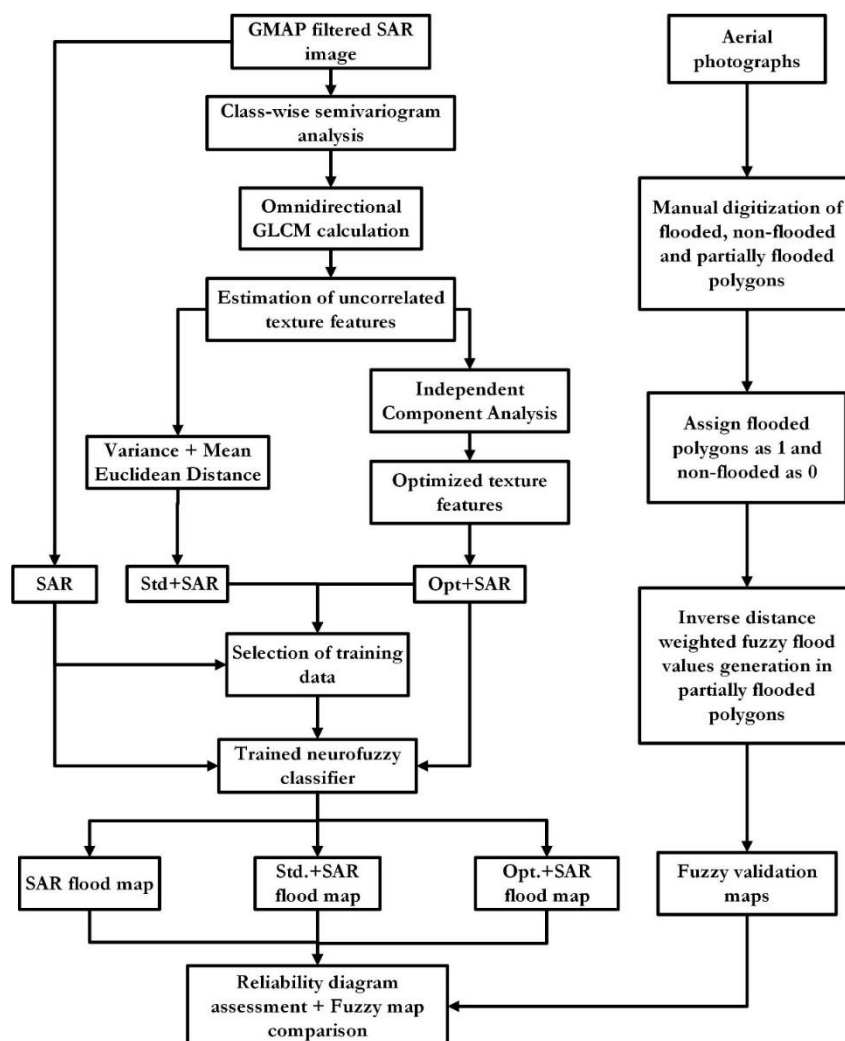 GMAP filtered SAR
image
Class-wise semivariogram
analysis
Omnidirectional
GLCM calculation
Estimation of uncorrelated
texture features
Independent
Component Analysis
Variance + Mean
Euclidean Distance
Optimized texture
features
SAR
Std+SAR
Opt+SAR
Selection of training
data
Trained neurofuzzy
classifier
SAR flood map
Std.+SAR
flood map
Opt.+SAR
flood map
Reliability diagram
assessment + Fuzzy map
comparison
Aerial
photographs
Manual digitization of
flooded, non-flooded
and partially flooded
polygons
Assign flooded
polygons as 1 and
non-flooded as 0
Inverse distance
weighted fuzzy flood
values generation in
partially flooded
polygons
Fuzzy validation
maps